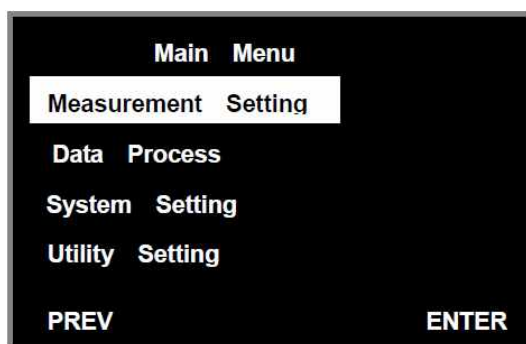 Main Menu
Measurement Setting
Data Process
System Setting
Utility Setting
PREV ENTER